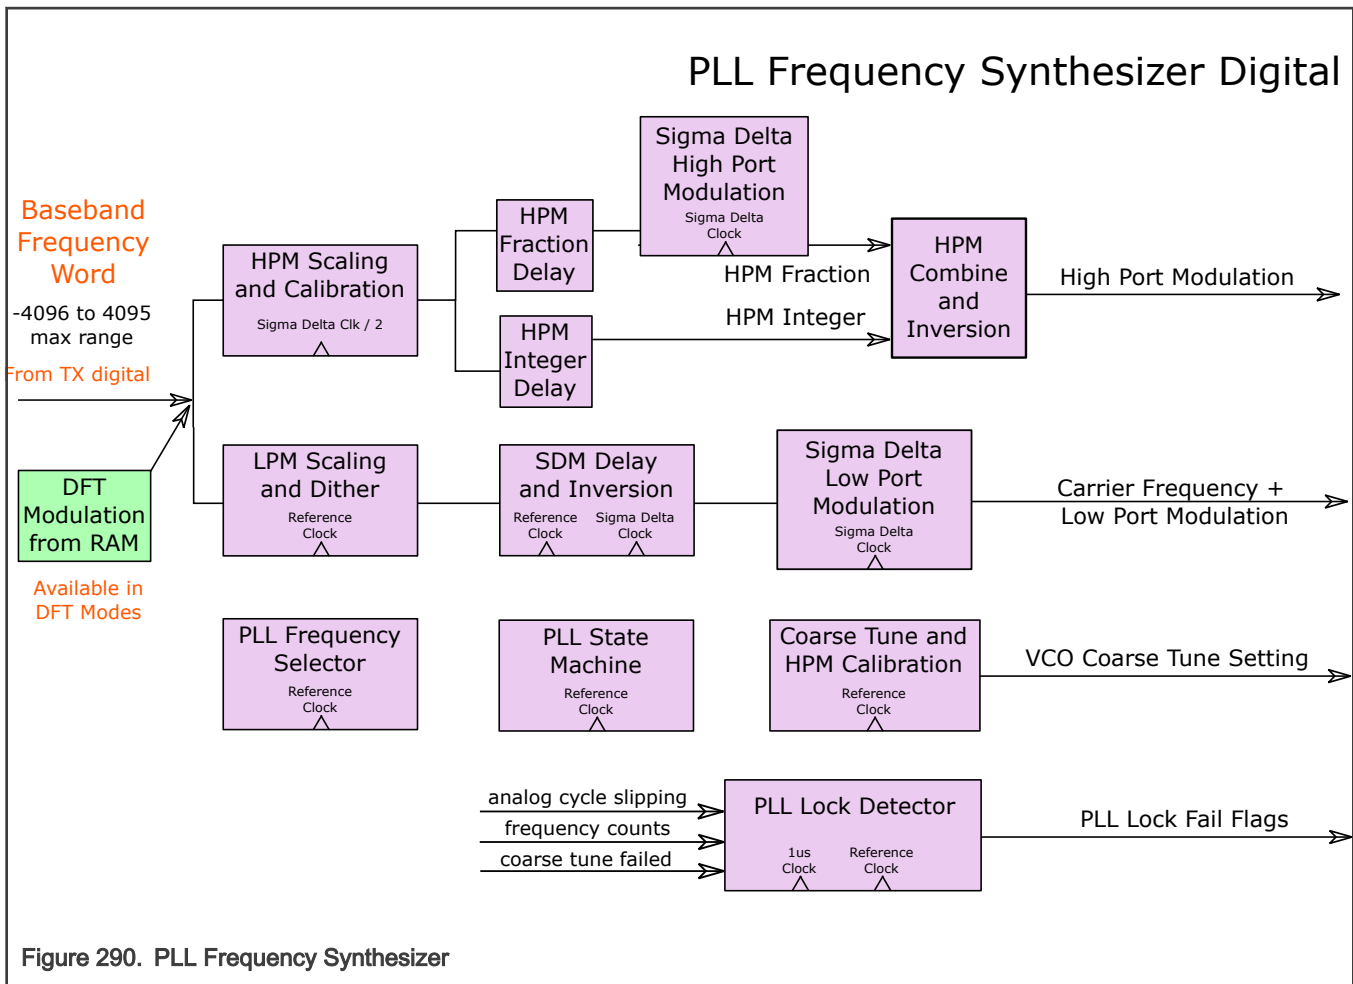 PLL Frequency Synthesizer Digital
Baseband
Frequency
Word
-4096 to 4095
max range
From TX digital
DFT
Modulation
from RAM
Available in
DFT Modes
HPM Scaling
and Calibration
Sigma Delta Clk / 2
HPM
Fraction
Delay
HPM
Integer
Delay
Sigma Delta
High Port
Modulation
Sigma Delta
Clock
HPM Fraction
HPM Integer
HPM
Combine
and
Inversion
High Port Modulation
LPM Scaling
and Dither
Reference
Clock
SDM Delay
and Inversion
Reference
Clock
Sigma Delta
Clock
Sigma Delta
Low Port
Modulation
Sigma Delta
Clock
Carrier Frequency +
Low Port Modulation
PLL Frequency
Selector
Reference
Clock
PLL State
Machine
Reference
Clock
Coarse Tune and
HPM Calibration
Reference
Clock
VCO Coarse Tune Setting
analog cycle slipping
frequency counts
coarse tune failed
PLL Lock Detector
1us
Clock
Reference
Clock
PLL Lock Fail Flags
Figure 290. PLL Frequency Synthesizer